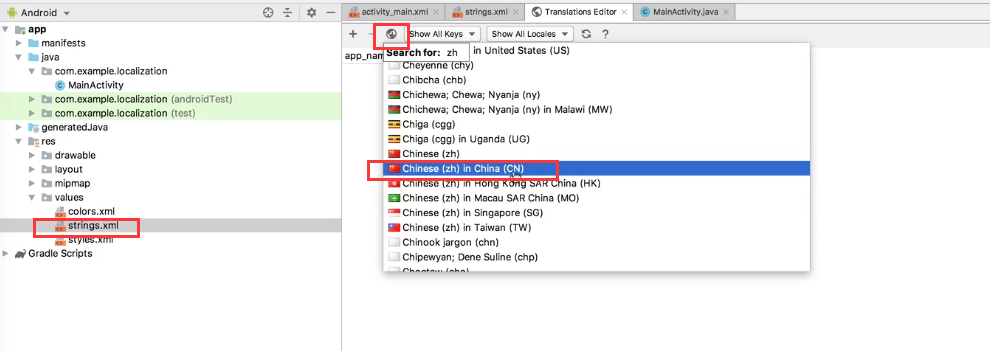 Android
activity_main.xml
strings.xml
Translations Editor
MainActivity.java
app
manifests
java
com.example.localization
MainActivity
com.example.localization (androidTest)
com.example.localization (test)
generatedJava
res
drawable
layout
mipmap
values
colors.xml
strings.xml
styles.xml
Gradle Scripts
Show All Keys
Show All Locales
?
app_nam
Search for: zh
in United States (US)
Cheyenne (chy)
Chibcha (chb)
Chichewa; Chewa; Nyanja (ny)
Chichewa; Chewa; Nyanja (ny) in Malawi (MW)
Chiga (cgg)
Chiga (cgg) in Uganda (UG)
Chinese (zh)
Chinese (zh) in China (CN)
Chinese (zh) in Hong Kong SAR China (HK)
Chinese (zh) in Macau SAR China (MO)
Chinese (zh) in Singapore (SG)
Chinese (zh) in Taiwan (TW)
Chinook jargon (chn)
Chipewyan; Dene Suline (chp)
Choctaw (cho)